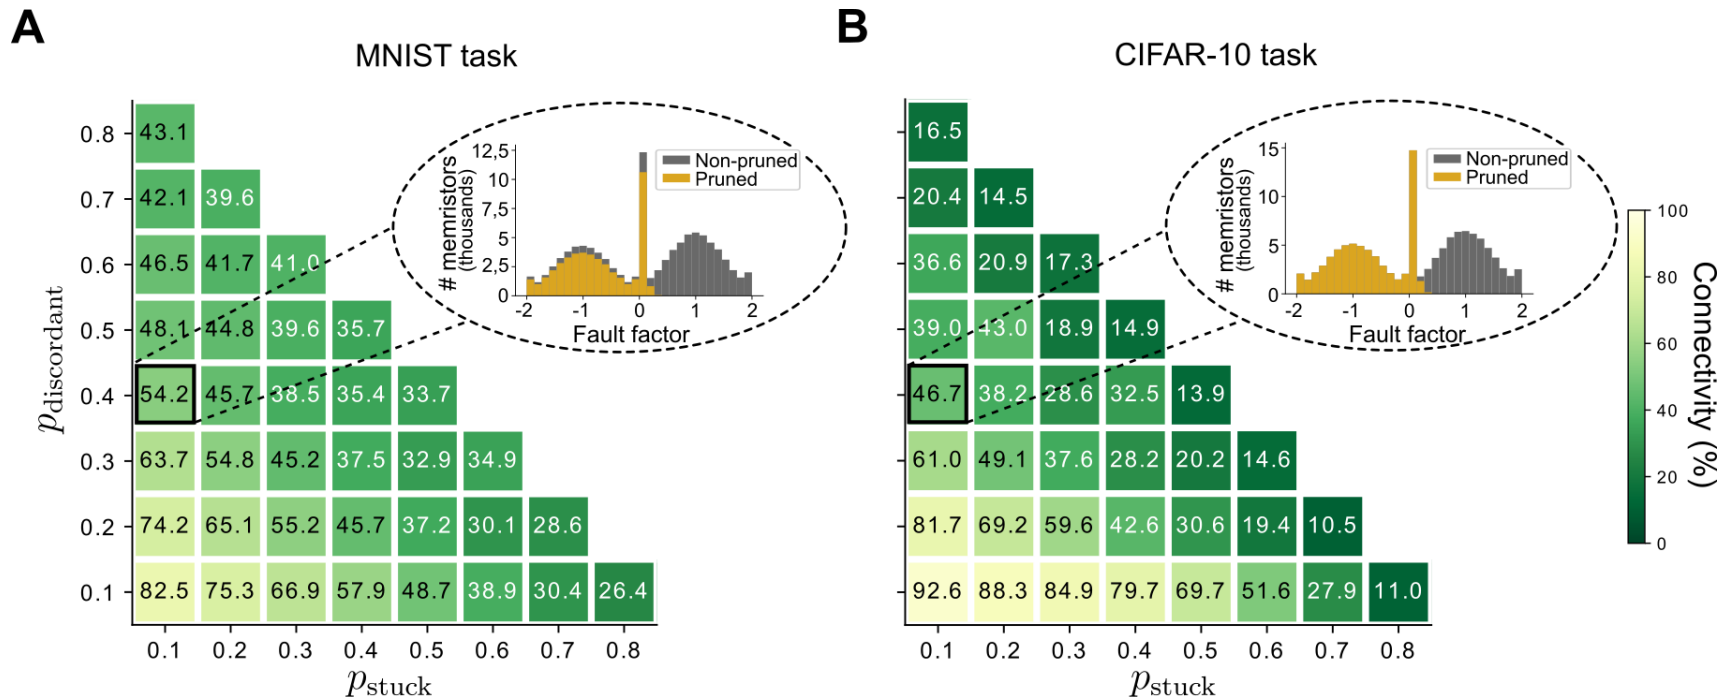 A
MNIST task
p_discordant
0.8
0.7
0.6
0.5
0.4
0.3
0.2
0.1
43.1
42.1 39.6
46.5 41.7 41.0
48.1 44.8 39.6 35.7
54.2 45.7 38.5 35.4 33.7
63.7 54.8 45.2 37.5 32.9 34.9
74.2 65.1 55.2 45.7 37.2 30.1 28.6
82.5 75.3 66.9 57.9 48.7 38.9 30.4 26.4
0.1 0.2 0.3 0.4 0.5 0.6 0.7 0.8
p_stuck
# memristors
(thousands)
12.5
10.0
7.5
5
2.5
0
-2 -1 0 1 2
Fault factor
Non-pruned
Pruned
B
CIFAR-10 task
16.5
20.4 14.5
36.6 20.9 17.3
39.0 43.0 18.9 14.9
46.7 38.2 28.6 32.5 13.9
61.0 49.1 37.6 28.2 20.2 14.6
81.7 69.2 59.6 42.6 30.6 19.4 10.5
92.6 88.3 84.9 79.7 69.7 51.6 27.9 11.0
0.1 0.2 0.3 0.4 0.5 0.6 0.7 0.8
p_stuck
# memristors
(thousands)
15
10
5
0
-2 -1 0 1 2
Fault factor
Non-pruned
Pruned
100
80
60
40
20
0
Connectivity (%)